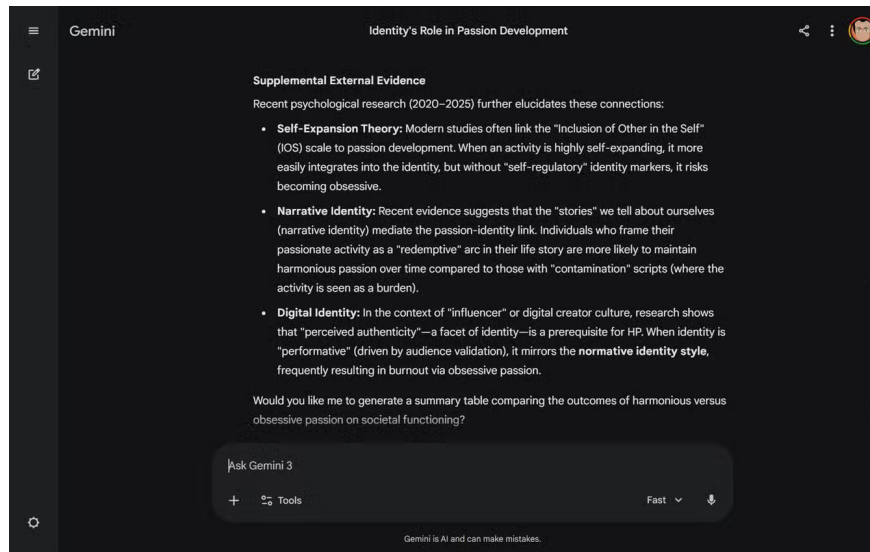 Gemini
Identity's Role in Passion Development
Supplemental External Evidence
Recent psychological research (2020–2025) further elucidates these connections:
• Self-Expansion Theory: Modern studies often link the "Inclusion of Other in the Self"
(IOS) scale to passion development. When an activity is highly self-expanding, it more
easily integrates into the identity, but without "self-regulatory" identity markers, it risks
becoming obsessive.
• Narrative Identity: Recent evidence suggests that the "stories" we tell about ourselves
(narrative identity) mediate the passion-identity link. Individuals who frame their
passionate activity as a "redemptive" arc in their life story are more likely to maintain
harmonious passion over time compared to those with "contamination" scripts (where the
activity is seen as a burden).
• Digital Identity: In the context of "influencer" or digital creator culture, research shows
that "perceived authenticity"—a facet of identity—is a prerequisite for HP. When identity is
"performative" (driven by audience validation), it mirrors the normative identity style,
frequently resulting in burnout via obsessive passion.
Would you like me to generate a summary table comparing the outcomes of harmonious versus
obsessive passion on societal functioning?
Ask Gemini 3
Tools
Fast
Gemini is AI and can make mistakes.